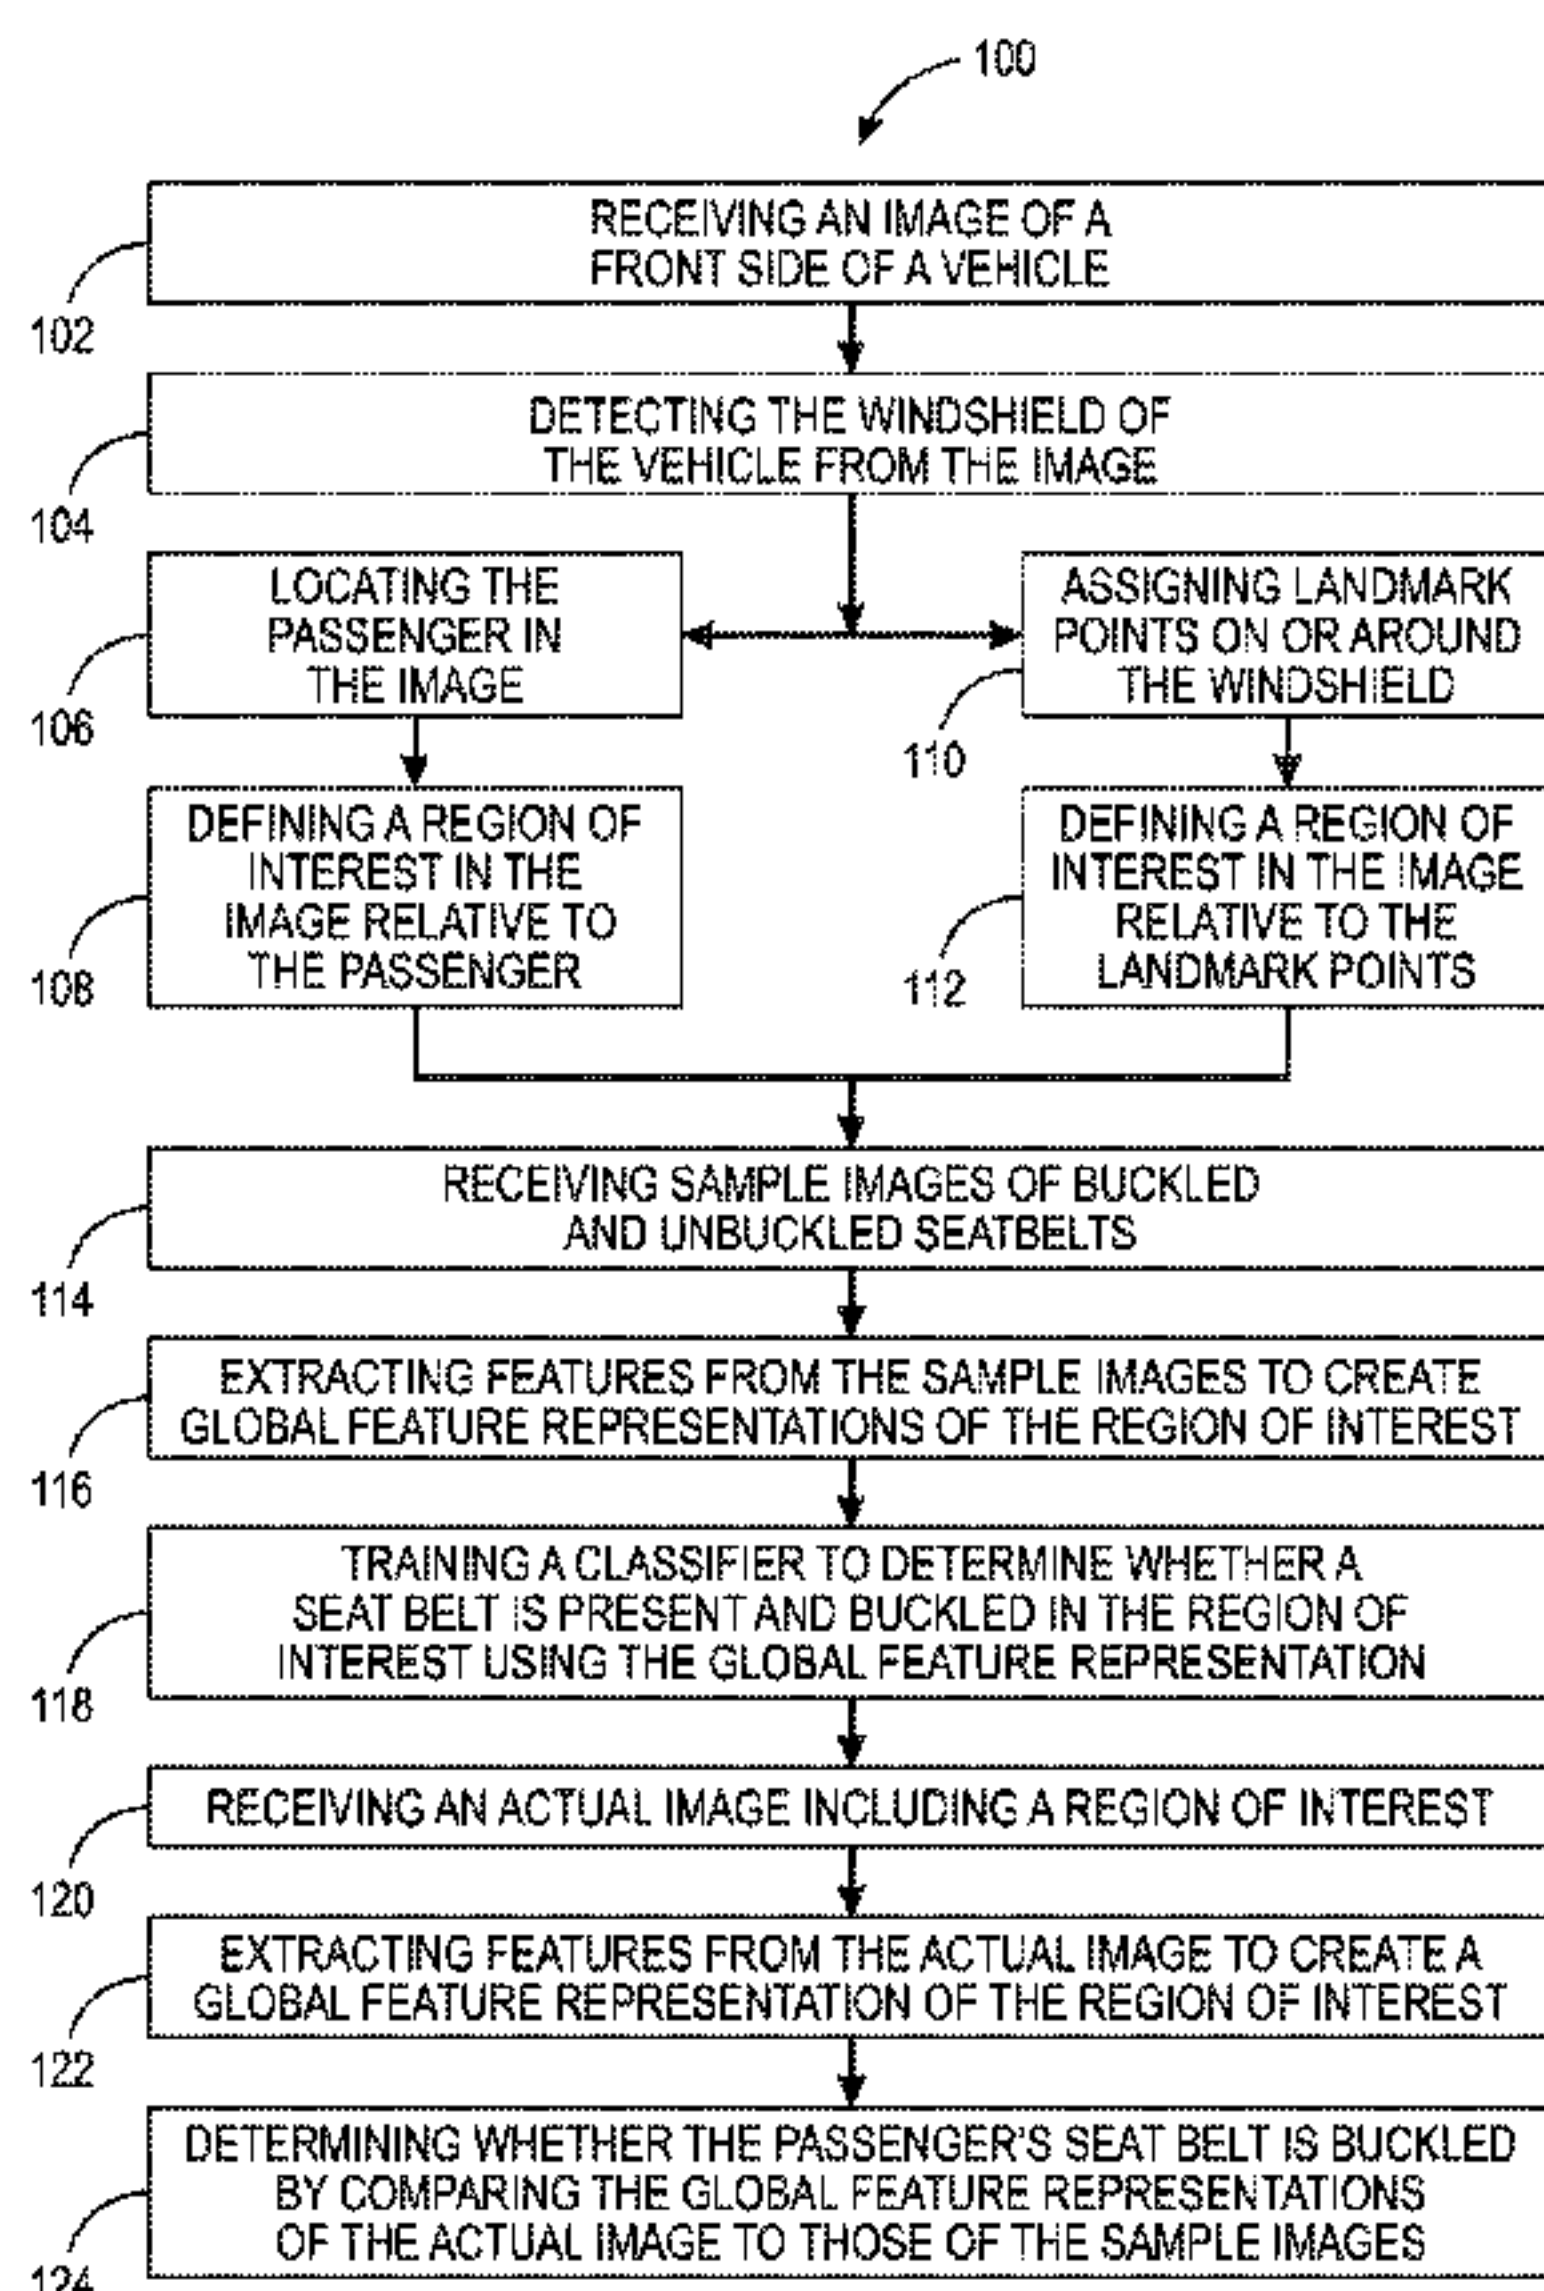 100
RECEIVING AN IMAGE OF A
FRONT SIDE OF A VEHICLE
102
DETECTING THE WINDSHIELD OF
THE VEHICLE FROM THE IMAGE
104
LOCATING THE
PASSENGER IN
THE IMAGE
106
ASSIGNING LANDMARK
POINTS ON OR AROUND
THE WINDSHIELD
110
DEFINING A REGION OF
INTEREST IN THE
IMAGE RELATIVE TO
THE PASSENGER
108
DEFINING A REGION OF
INTEREST IN THE IMAGE
RELATIVE TO THE
LANDMARK POINTS
112
RECEIVING SAMPLE IMAGES OF BUCKLED
AND UNBUCKLED SEATBELTS
114
EXTRACTING FEATURES FROM THE SAMPLE IMAGES TO CREATE
GLOBAL FEATURE REPRESENTATIONS OF THE REGION OF INTEREST
116
TRAINING A CLASSIFIER TO DETERMINE WHETHER A
SEAT BELT IS PRESENT AND BUCKLED IN THE REGION OF
INTEREST USING THE GLOBAL FEATURE REPRESENTATION
118
RECEIVING AN ACTUAL IMAGE INCLUDING A REGION OF INTEREST
120
EXTRACTING FEATURES FROM THE ACTUAL IMAGE TO CREATE A
GLOBAL FEATURE REPRESENTATION OF THE REGION OF INTEREST
122
DETERMINING WHETHER THE PASSENGER'S SEAT BELT IS BUCKLED
BY COMPARING THE GLOBAL FEATURE REPRESENTATIONS
OF THE ACTUAL IMAGE TO THOSE OF THE SAMPLE IMAGES
124